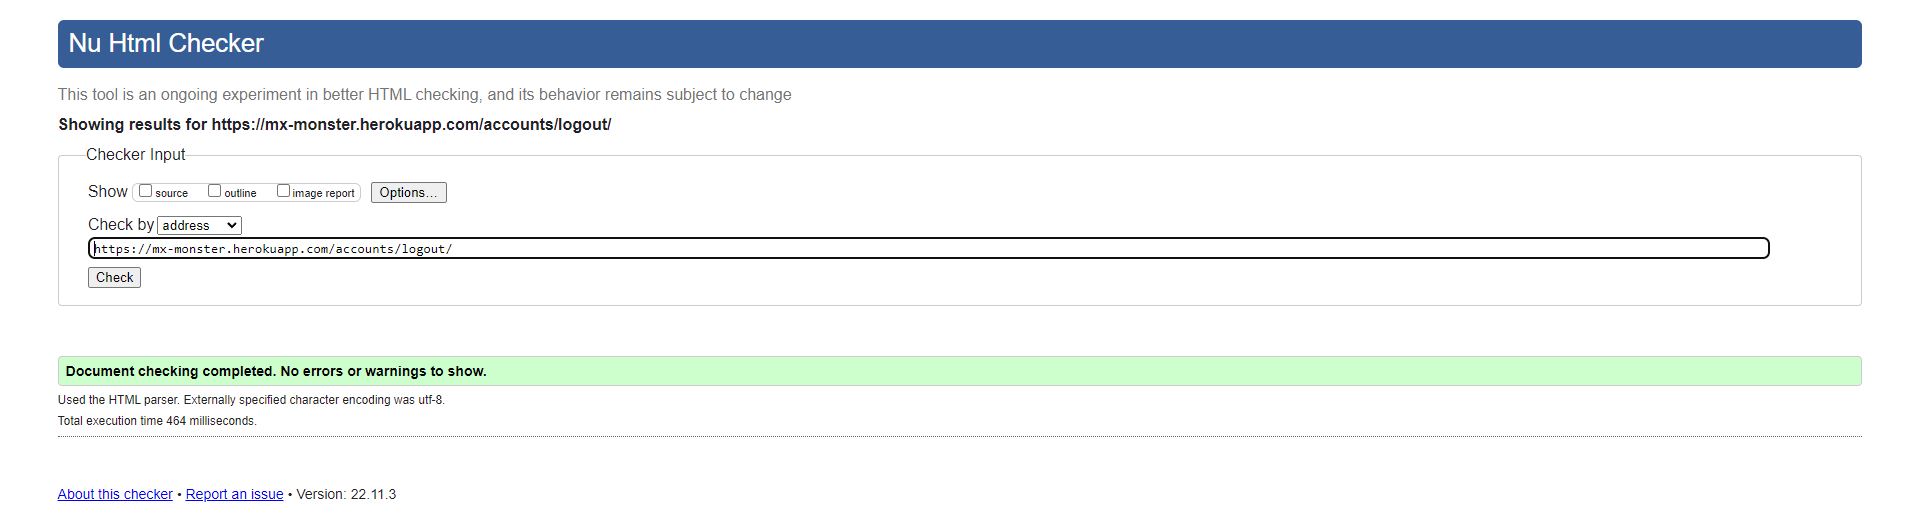 Nu Html Checker
This tool is an ongoing experiment in better HTML checking, and its behavior remains subject to change
Showing results for https://mx-monster.herokuapp.com/accounts/logout/
Checker Input
Show source outline image report Options...
Check by address
https://mx-monster.herokuapp.com/accounts/logout/
Check
Document checking completed. No errors or warnings to show.
Used the HTML parser. Externally specified character encoding was utf-8.
Total execution time 464 milliseconds.
About this checker • Report an issue • Version: 22.11.3